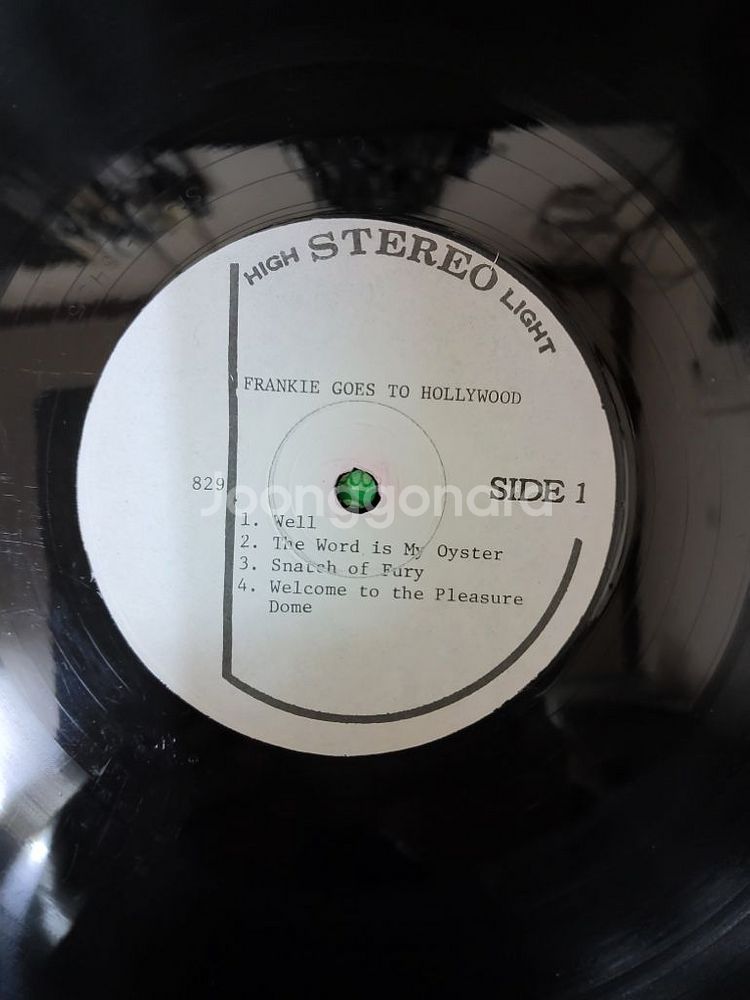 HIGH STEREO LIGHT
FRANKIE GOES TO HOLLYWOOD
829
SIDE 1
Joonggonara
1. Well
2. The Word is My Oyster
3. Snatch of Fury
4. Welcome to the Pleasure
Dome